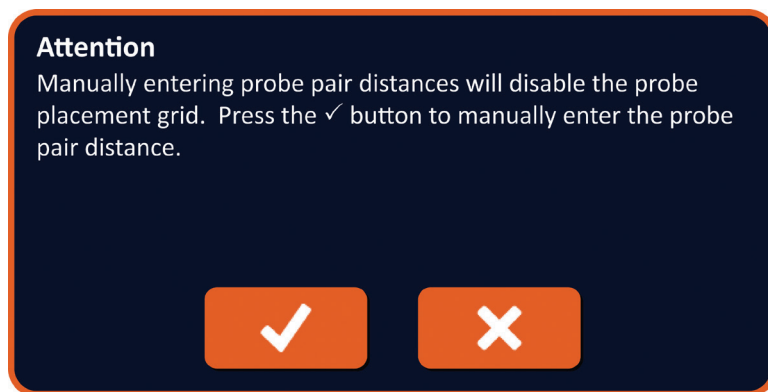 Attention
Manually entering probe pair distances will disable the probe
placement grid.  Press the ✓ button to manually enter the probe
pair distance.